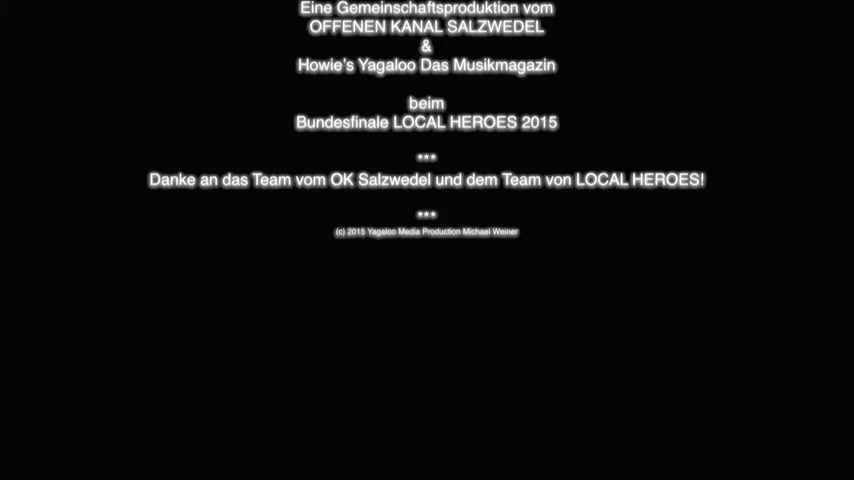 Eine Gemeinschaftsproduktion vom
OFFENEN KANAL SALZWEDEL
&
Howie's Yagaloo Das Musikmagazin
beim
Bundesfinale LOCAL HEROES 2015
***
Danke an das Team vom OK Salzwedel und dem Team von LOCAL HEROES!
***
(c) 2015 Yagaloo Media Production Michael Weiner